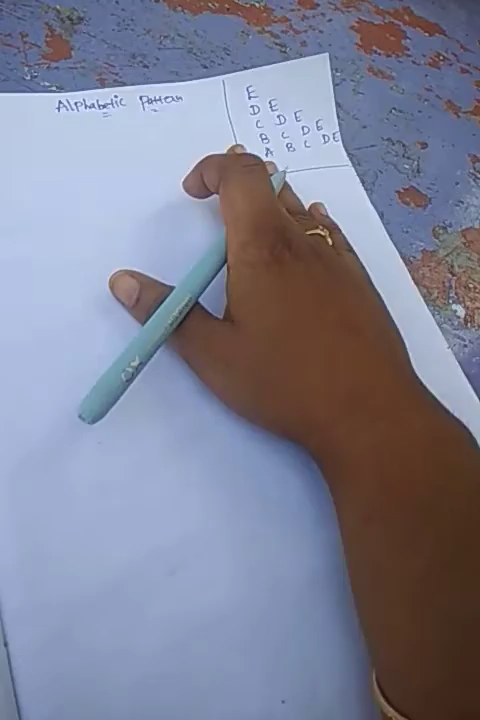 Alphabetic Pattern
E
D E
C D E
B C D E
A B C D E